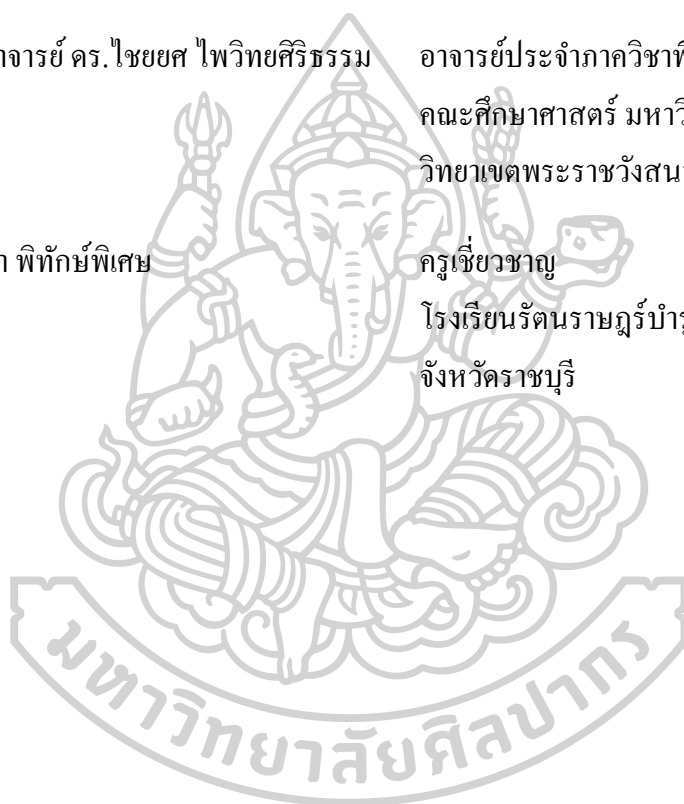 าจารย์ ดร.ไชยยศ ไพวิทยศิริธรรม อาจารย์ประจำภาควิชาพื
คณะศึกษาศาสตร์ มหาวิ
วิทยาเขตพระราชวังสน
พิทักษ์พิเศษ ครูเชี่ยวชาญ
โรงเรียนรัตนราษฎร์บำรุ
จังหวัดราชบุรี
มหาวิทยาลัยศิลปากร